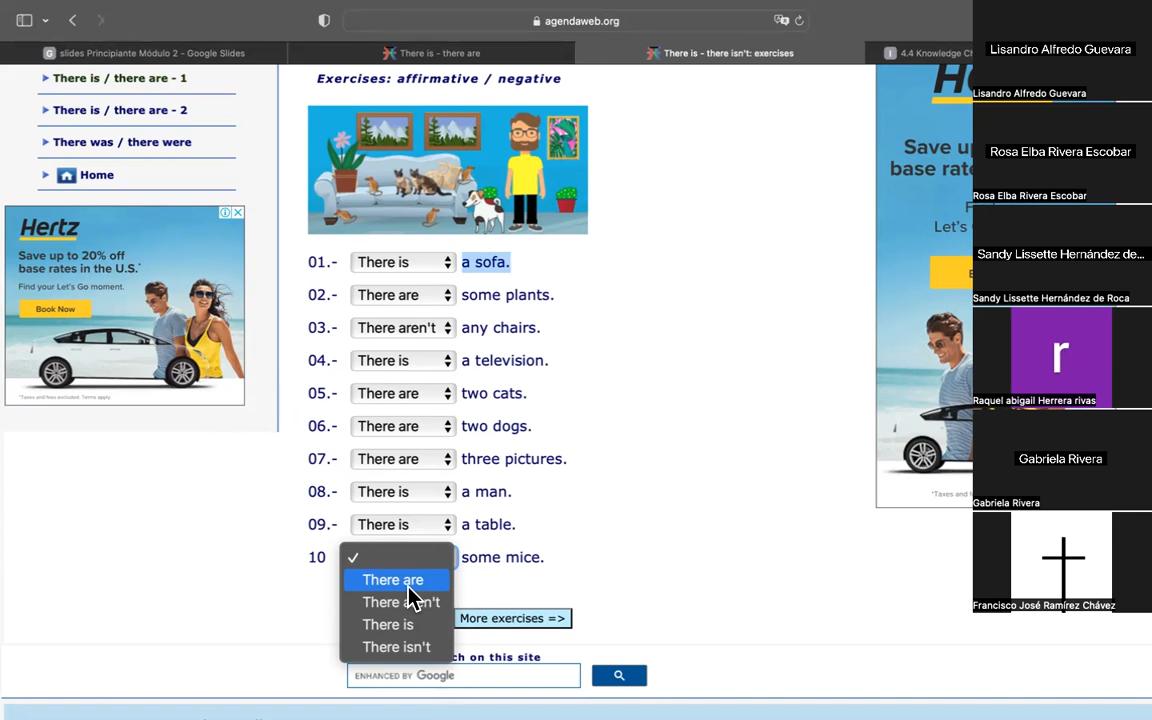 agendaweb.org
G slides Principiante Módulo 2 - Google Slides
There is - there are
There is - there isn't: exercises
I 4.4 Knowledge Ch
There is / there are - 1
There is / there are - 2
There was / there were
Home
Hertz
Save up to 20% off
base rates in the U.S.*
Find your Let's Go moment.
Book Now
*Taxes and fees excluded. Terms apply.
Exercises: affirmative / negative
01.- There is a sofa.
02.- There are some plants.
03.- There aren't any chairs.
04.- There is a television.
05.- There are two cats.
06.- There are two dogs.
07.- There are three pictures.
08.- There is a man.
09.- There is a table.
10 some mice.
There are
There aren't
There is
There isn't
More exercises =>
ch on this site
ENHANCED BY Google
H
Save up
base rate
F
Let's
*Taxes and
Lisandro Alfredo Guevara
Lisandro Alfredo Guevara
Rosa Elba Rivera Escobar
Rosa Elba Rivera Escobar
Sandy Lissette Hernández de...
Sandy Lissette Hernández de Roca
r
Raquel abigail Herrera rivas
Gabriela Rivera
Gabriela Rivera
Francisco José Ramírez Chávez